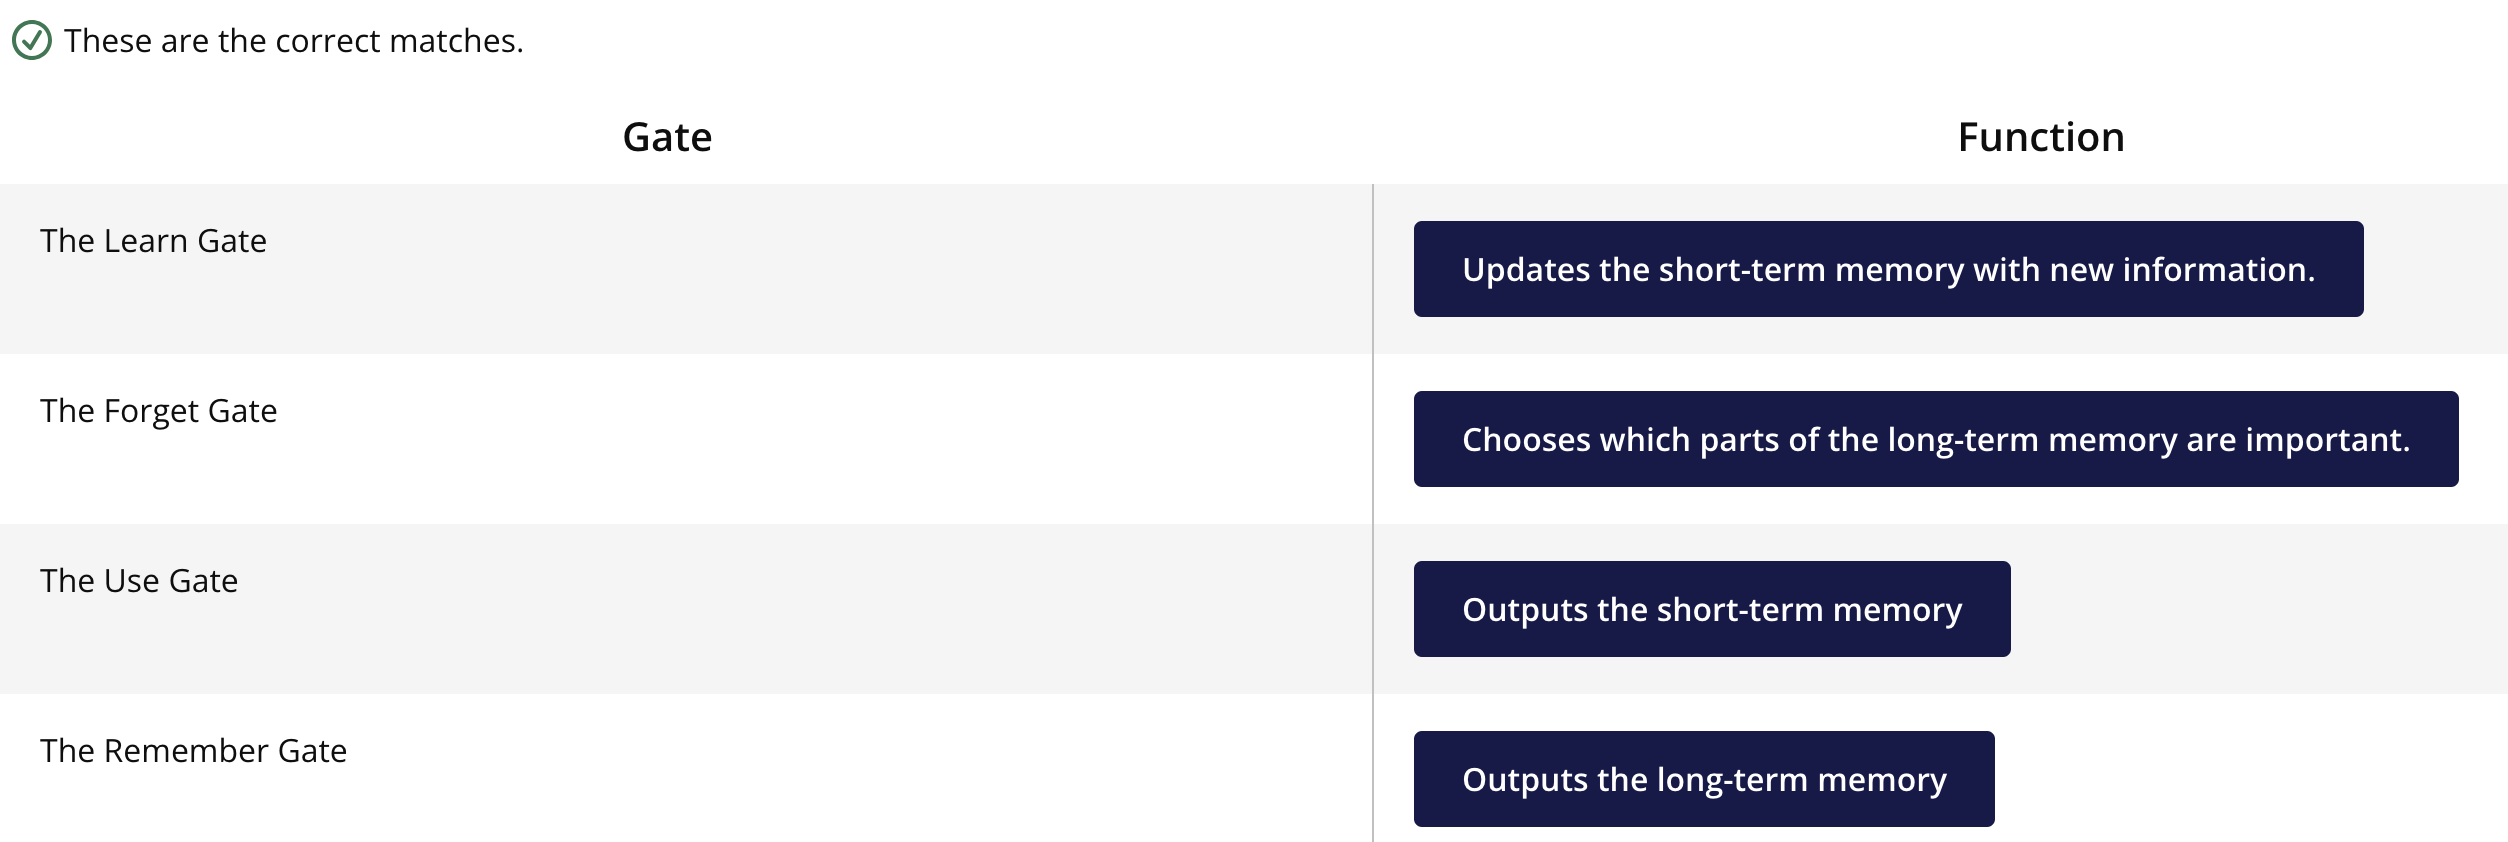 These are the correct matches.
Gate Function
The Learn Gate
Updates the short-term memory with new information.
The Forget Gate
Chooses which parts of the long-term memory are important.
The Use Gate
Outputs the short-term memory
The Remember Gate
Outputs the long-term memory